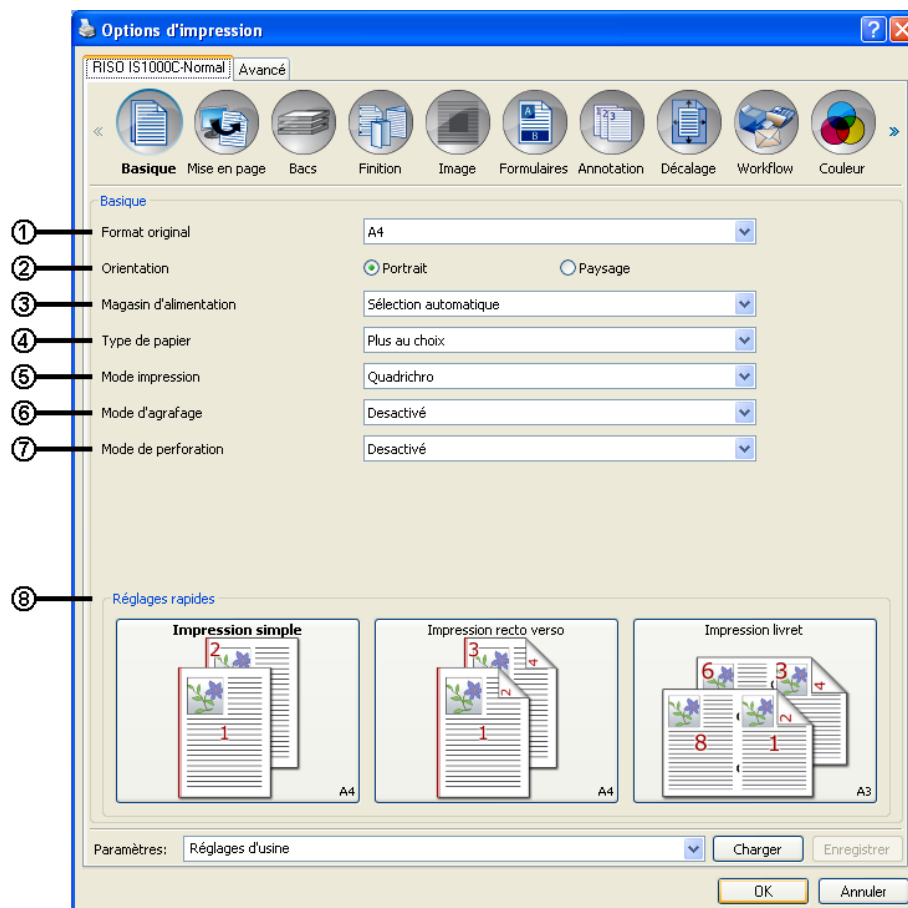 Options d'impression
RISO IS1000C-Normal Avancé
« »
Basique Mise en page Bacs Finition Image Formulaires Annotation Décalage Workflow Couleur
Basique
① Format original A4
② Orientation Portrait Paysage
③ Magasin d'alimentation Sélection automatique
④ Type de papier Plus au choix
⑤ Mode impression Quadrichro
⑥ Mode d'agrafage Desactivé
⑦ Mode de perforation Desactivé
⑧ Réglages rapides
Impression simple Impression recto verso Impression livret
2 3 4 6 3 4
1 1 2 8 1 2
A4 A4 A3
Paramètres: Réglages d'usine Charger Enregistrer
OK Annuler